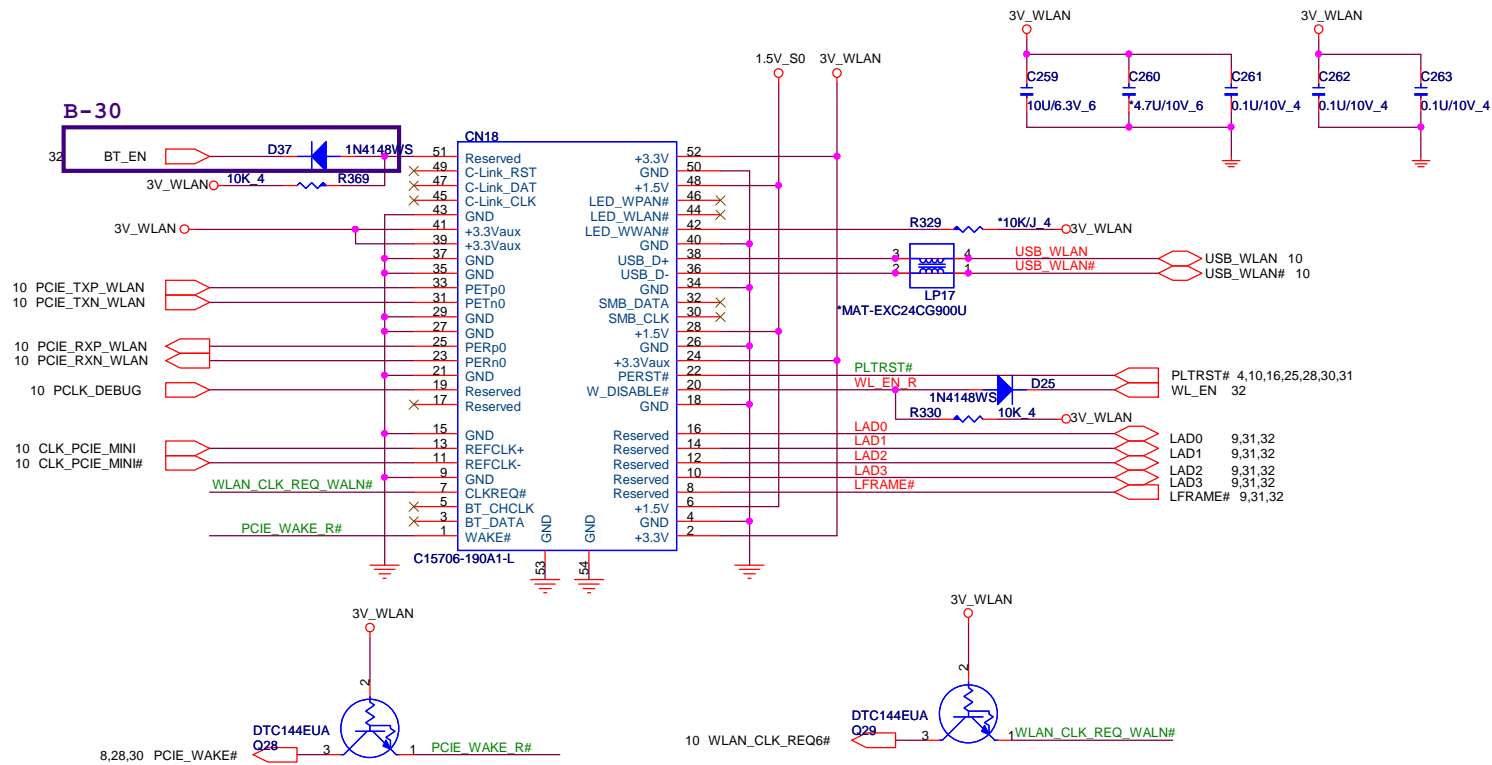 3V_WLAN
3V_WLAN
1.5V_S0
3V_WLAN
C259
10U/6.3V_6
C260
*4.7U/10V_6
C261
0.1U/10V_4
C262
0.1U/10V_4
C263
0.1U/10V_4
B-30
32 BT_EN
D37
1N4148WS
3V_WLAN
10K_4
R369
3V_WLAN
10 PCIE_TXP_WLAN
10 PCIE_TXN_WLAN
10 PCIE_RXP_WLAN
10 PCIE_RXN_WLAN
10 PCLK_DEBUG
10 CLK_PCIE_MINI
10 CLK_PCIE_MINI#
WLAN_CLK_REQ_WALN#
PCIE_WAKE_R#
CN18
51 Reserved
49 C-Link_RST
47 C-Link_DAT
45 C-Link_CLK
43 GND
41 +3.3Vaux
39 +3.3Vaux
37 GND
35 GND
33 PETp0
31 PETn0
29 GND
27 GND
25 PERp0
23 PERn0
21 GND
19 Reserved
17 Reserved
15 GND
13 REFCLK+
11 REFCLK-
9 GND
7 CLKREQ#
5 BT_CHCLK
3 BT_DATA
1 WAKE#
+3.3V 52
GND 50
+1.5V 48
LED_WPAN# 46
LED_WLAN# 44
LED_WWAN# 42
GND 40
USB_D+ 38
USB_D- 36
GND 34
SMB_DATA 32
SMB_CLK 30
+1.5V 28
GND 26
+3.3Vaux 24
PERST# 22
W_DISABLE# 20
GND 18
Reserved 16
Reserved 14
Reserved 12
Reserved 10
Reserved 8
+1.5V 6
GND 4
+3.3V 2
GND
GND
53
54
C15706-190A1-L
R329
*10K/J_4
3V_WLAN
3
4
2
1
USB_WLAN
USB_WLAN#
USB_WLAN 10
USB_WLAN# 10
LP17
*MAT-EXC24CG900U
PLTRST#
WL_EN_R
D25
1N4148WS
PLTRST# 4,10,16,25,28,30,31
WL_EN 32
R330
10K_4
3V_WLAN
LAD0
LAD1
LAD2
LAD3
LFRAME#
LAD0 9,31,32
LAD1 9,31,32
LAD2 9,31,32
LAD3 9,31,32
LFRAME# 9,31,32
3V_WLAN
2
DTC144EUA
Q28
8,28,30 PCIE_WAKE#
3
1
PCIE_WAKE_R#
3V_WLAN
2
DTC144EUA
Q29
10 WLAN_CLK_REQ6#
3
1
WLAN_CLK_REQ_WALN#